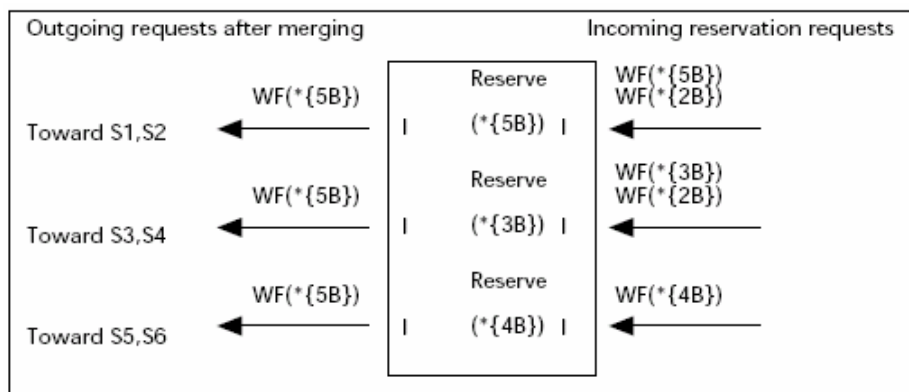 Outgoing requests after merging
Incoming reservation requests
WF(*{5B})
Reserve
WF(*{5B})
WF(*{2B})
Toward S1,S2
I (*{5B}) I
WF(*{5B})
Reserve
WF(*{3B})
WF(*{2B})
Toward S3,S4
I (*{3B}) I
WF(*{5B})
Reserve
WF(*{4B})
Toward S5,S6
I (*{4B}) I